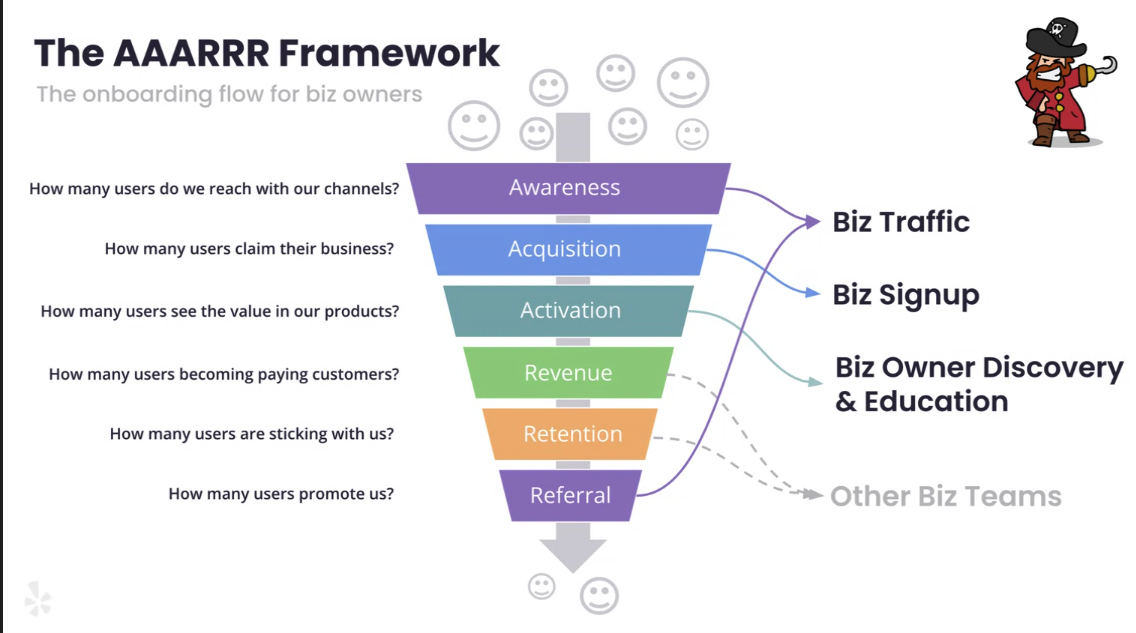 The AAARRR Framework
The onboarding flow for biz owners
How many users do we reach with our channels?
Awareness
Biz Traffic
How many users claim their business?
Acquisition
Biz Signup
How many users see the value in our products?
Activation
Biz Owner Discovery
& Education
How many users becoming paying customers?
Revenue
How many users are sticking with us?
Retention
How many users promote us?
Referral
Other Biz Teams